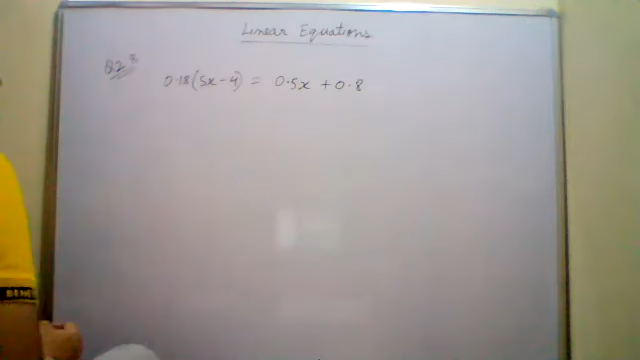 Linear Equations
Q2:
0.18(5x-4) = 0.5x + 0.8